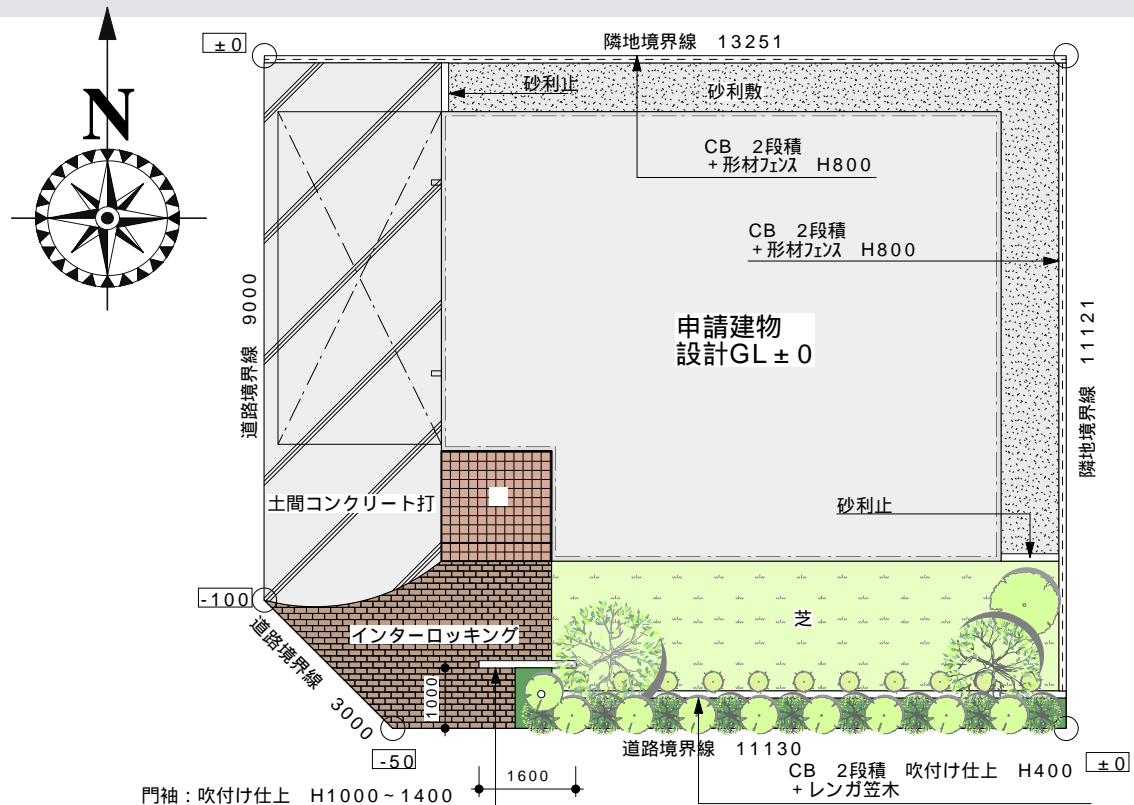 ±0
隣地境界線 13251
N
砂利止
砂利敷
CB 2段積
+形材フェンス H800
CB 2段積
+形材フェンス H800
道路境界線 9000
申請建物
設計GL±0
隣地境界線 11121
土間コンクリート打
砂利止
-100
芝
インターロッキング
道路境界線 3000
1000
-50
道路境界線 11130
±0
1600
CB 2段積 吹付け仕上 H400
+レンガ笠木
門袖:吹付け仕上 H1000~1400